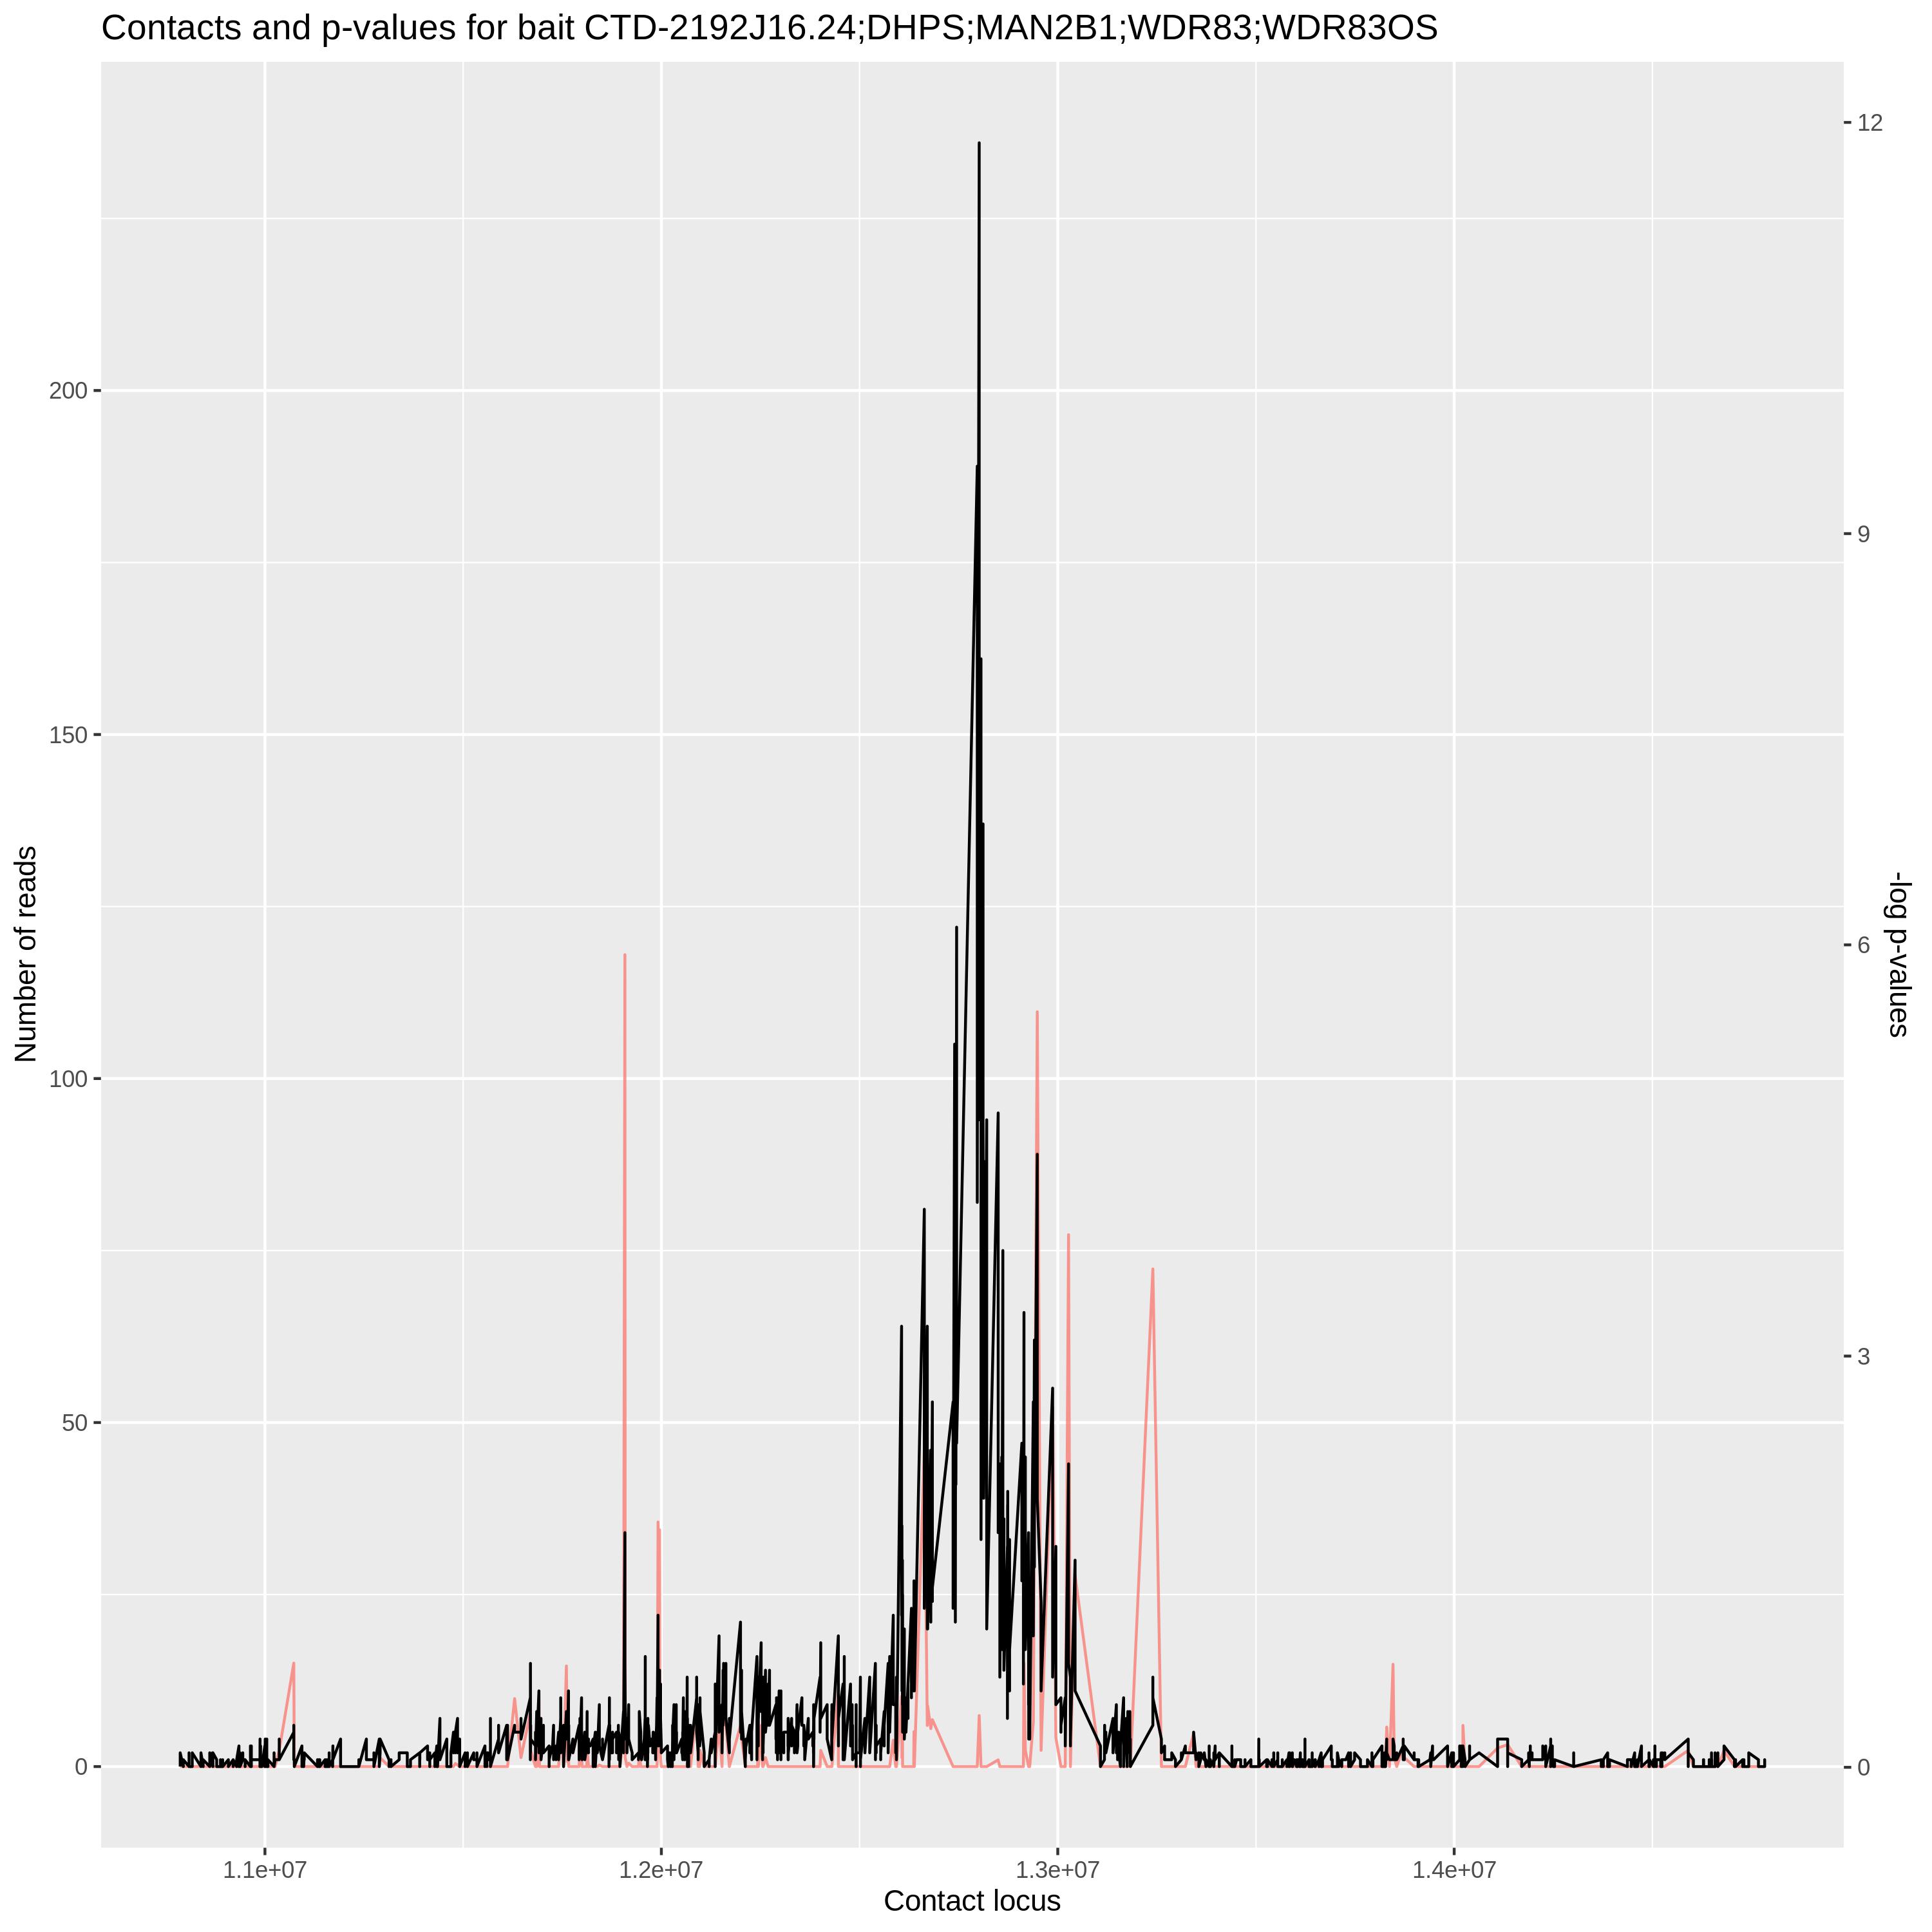 Contacts and p-values for bait CTD-2192J16.24;DHPS;MAN2B1;WDR83;WDR83OS
12
200
9
150
Number of reads
-log p-values
6
100
3
50
0
0
1.1e+07
1.2e+07
1.3e+07
1.4e+07
Contact locus